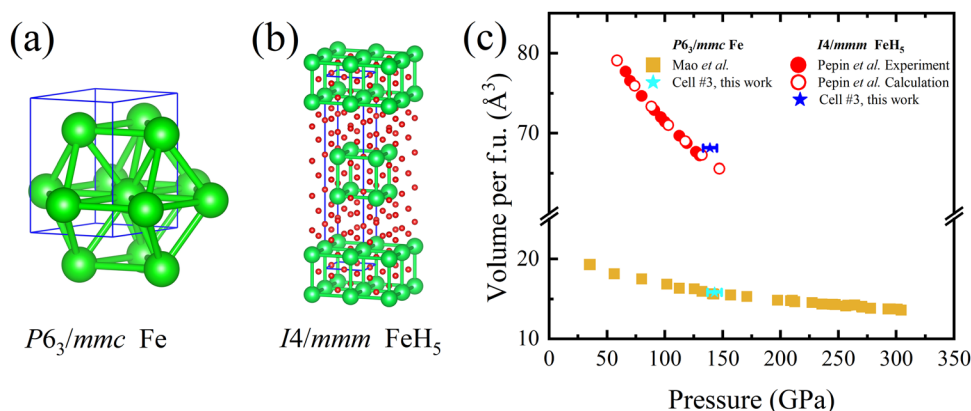 (a)
P6₃/mmc Fe
(b)
I4/mmm FeH₅
(c)
P6₃/mmc Fe
Mao et al.
Cell #3, this work
I4/mmm FeH₅
Pepin et al. Experiment
Pepin et al. Calculation
Cell #3, this work
Volume per f.u. (Å³)
80
70
20
10
0 50 100 150 200 250 300 350
Pressure (GPa)